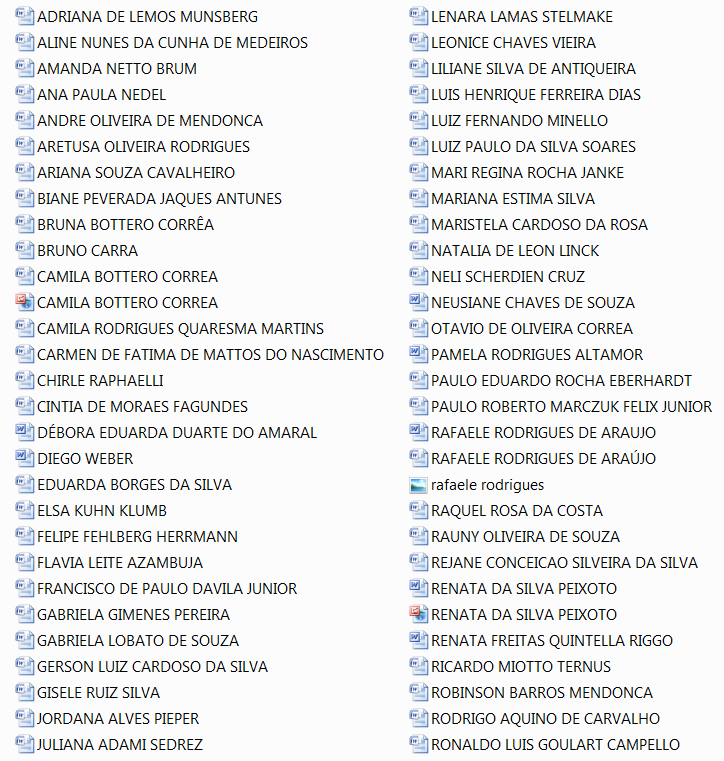 ADRIANA DE LEMOS MUNSBERG
ALINE NUNES DA CUNHA DE MEDEIROS
AMANDA NETTO BRUM
ANA PAULA NEDEL
ANDRE OLIVEIRA DE MENDONCA
ARETUSA OLIVEIRA RODRIGUES
ARIANA SOUZA CAVALHEIRO
BIANE PEVERADA JAQUES ANTUNES
BRUNA BOTTERO CORRÊA
BRUNO CARRA
CAMILA BOTTERO CORREA
CAMILA BOTTERO CORREA
CAMILA RODRIGUES QUARESMA MARTINS
CARMEN DE FATIMA DE MATTOS DO NASCIMENTO
CHIRLE RAPHAELLI
CINTIA DE MORAES FAGUNDES
DÉBORA EDUARDA DUARTE DO AMARAL
DIEGO WEBER
EDUARDA BORGES DA SILVA
ELSA KUHN KLUMB
FELIPE FEHLBERG HERRMANN
FLAVIA LEITE AZAMBUJA
FRANCISCO DE PAULO DAVILA JUNIOR
GABRIELA GIMENES PEREIRA
GABRIELA LOBATO DE SOUZA
GERSON LUIZ CARDOSO DA SILVA
GISELE RUIZ SILVA
JORDANA ALVES PIEPER
JULIANA ADAMI SEDREZ
LENARA LAMAS STELMAKE
LEONICE CHAVES VIEIRA
LILIANE SILVA DE ANTIQUEIRA
LUIS HENRIQUE FERREIRA DIAS
LUIZ FERNANDO MINELLO
LUIZ PAULO DA SILVA SOARES
MARI REGINA ROCHA JANKE
MARIANA ESTIMA SILVA
MARISTELA CARDOSO DA ROSA
NATALIA DE LEON LINCK
NELI SCHERDIEN CRUZ
NEUSIANE CHAVES DE SOUZA
OTAVIO DE OLIVEIRA CORREA
PAMELA RODRIGUES ALTAMOR
PAULO EDUARDO ROCHA EBERHARDT
PAULO ROBERTO MARCZUK FELIX JUNIOR
RAFAELE RODRIGUES DE ARAUJO
RAFAELE RODRIGUES DE ARAÚJO
rafaele rodrigues
RAQUEL ROSA DA COSTA
RAUNY OLIVEIRA DE SOUZA
REJANE CONCEICAO SILVEIRA DA SILVA
RENATA DA SILVA PEIXOTO
RENATA DA SILVA PEIXOTO
RENATA FREITAS QUINTELLA RIGGO
RICARDO MIOTTO TERNUS
ROBINSON BARROS MENDONCA
RODRIGO AQUINO DE CARVALHO
RONALDO LUIS GOULART CAMPELLO